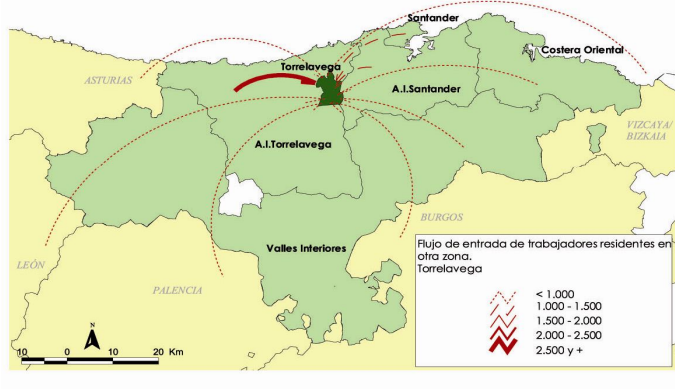 Santander
Costera Oriental
Torrelavega
ASTURIAS
A.I.Santander
VIZCAYA/
BIZKAIA
A.I.Torrelavega
BURGOS
Valles Interiores
LEÓN
PALENCIA
Flujo de entrada de trabajadores residentes en
otra zona.
Torrelavega
< 1.000
1.000 - 1.500
1.500 - 2.000
2.000 - 2.500
2.500 y +
N
10 0 10 20 Km